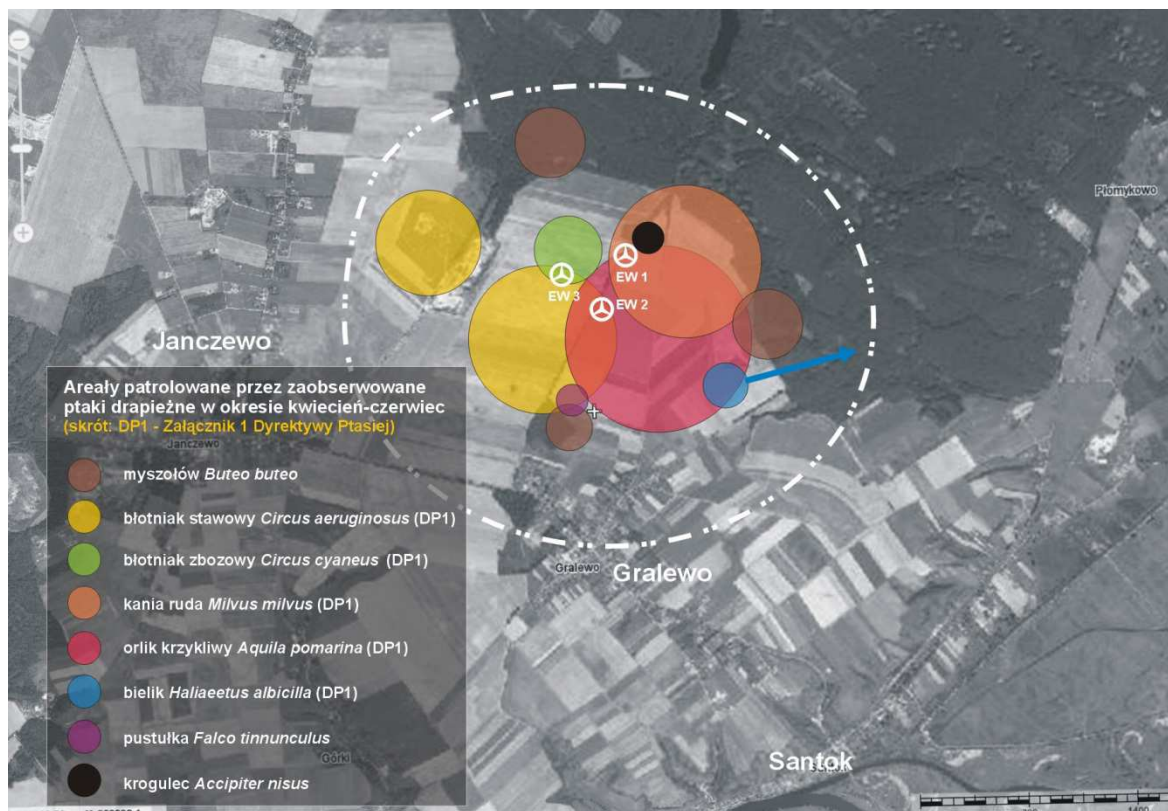 Płomykowo
EW 1
EW 3
EW 2
Janczewo
Areały patrolowane przez zaobserwowane
ptaki drapieżne w okresie kwiecień-czerwiec
(skrót: DP1 - Załącznik 1 Dyrektywy Ptasiej)
Janczewo
myszołów Buteo buteo
błotniak stawowy Circus aeruginosus (DP1)
błotniak zbozowy Circus cyaneus (DP1)
kania ruda Milvus milvus (DP1)
orlik krzykliwy Aquila pomarina (DP1)
bielik Haliaeetus albicilla (DP1)
pustułka Falco tinnunculus
krogulec Accipiter nisus
Gralewo
Gralewo
Górki
Santok